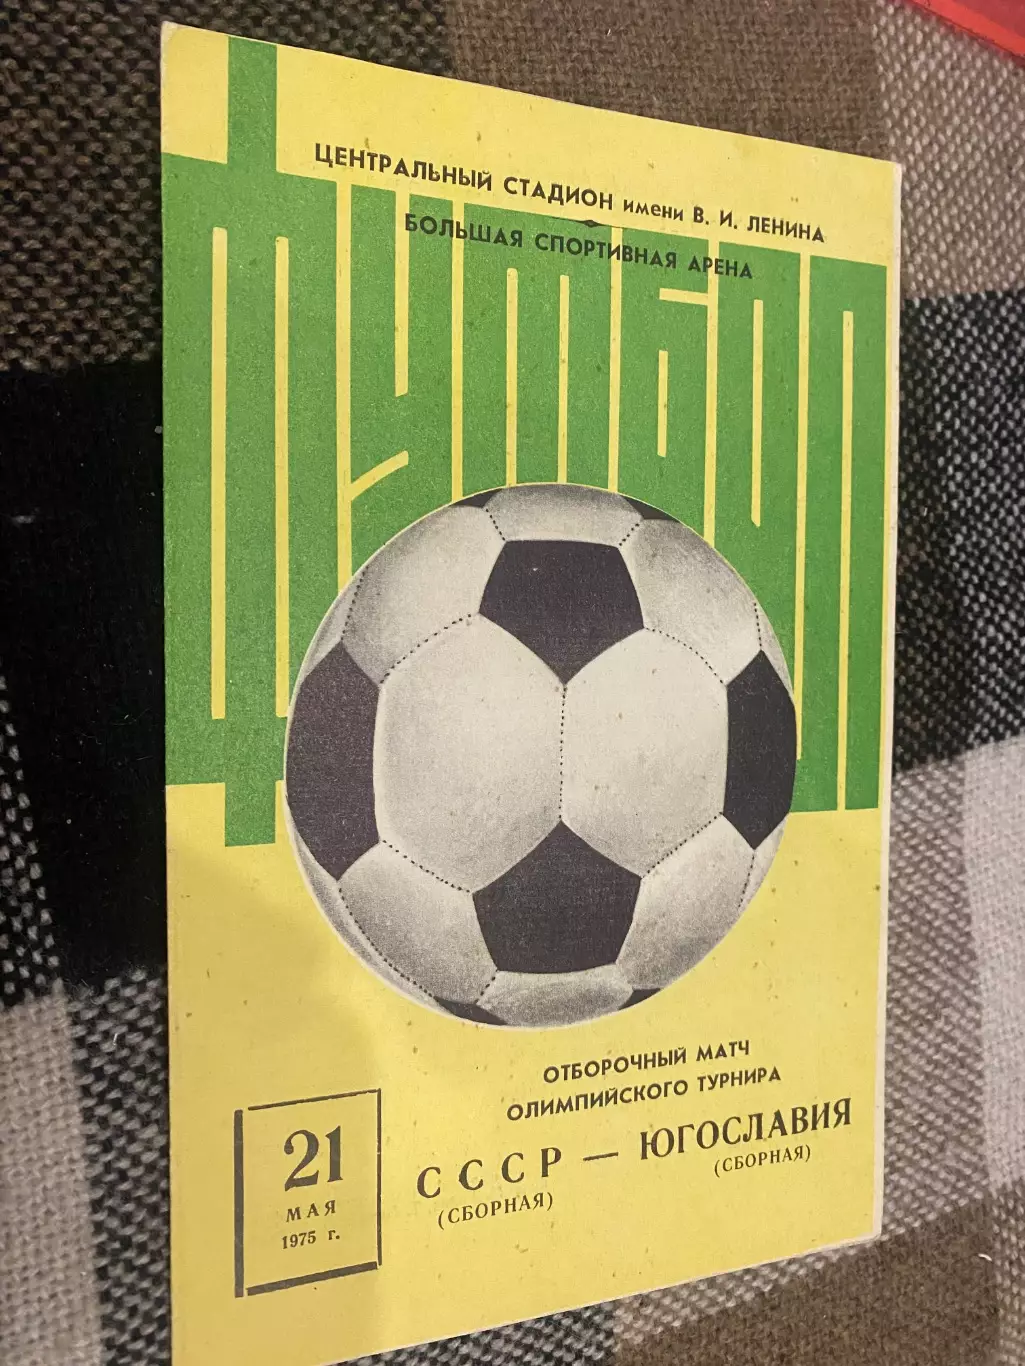 ЦЕНТРАЛЬНЫЙ СТАДИОН имени В. И. ЛЕНИНА
БОЛЬШАЯ СПОРТИВНАЯ АРЕНА
ФУТБОЛ
ОТБОРОЧНЫЙ МАТЧ
ОЛИМПИЙСКОГО ТУРНИРА
СССР — ЮГОСЛАВИЯ
(СБОРНАЯ) (СБОРНАЯ)
21
МАЯ
1975 г.